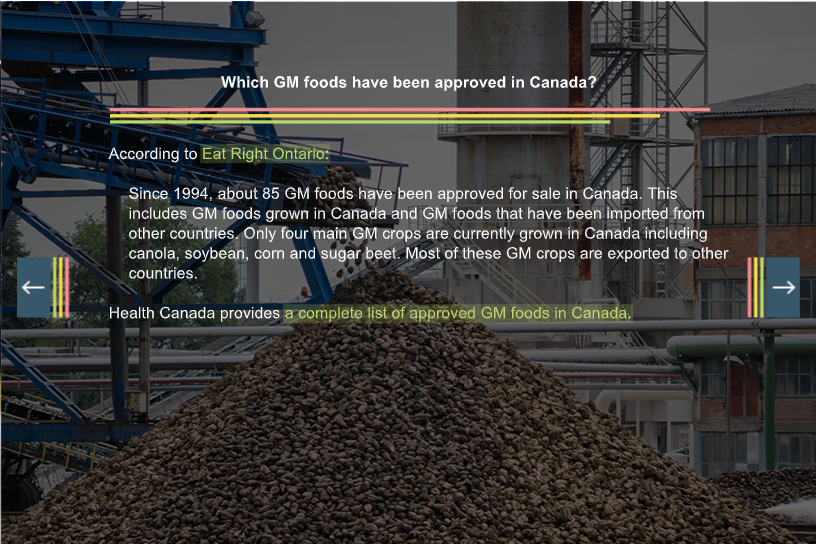 Which GM foods have been approved in Canada?
According to Eat Right Ontario:
Since 1994, about 85 GM foods have been approved for sale in Canada. This
includes GM foods grown in Canada and GM foods that have been imported from
other countries. Only four main GM crops are currently grown in Canada including
canola, soybean, corn and sugar beet. Most of these GM crops are exported to other
countries.
Health Canada provides a complete list of approved GM foods in Canada.